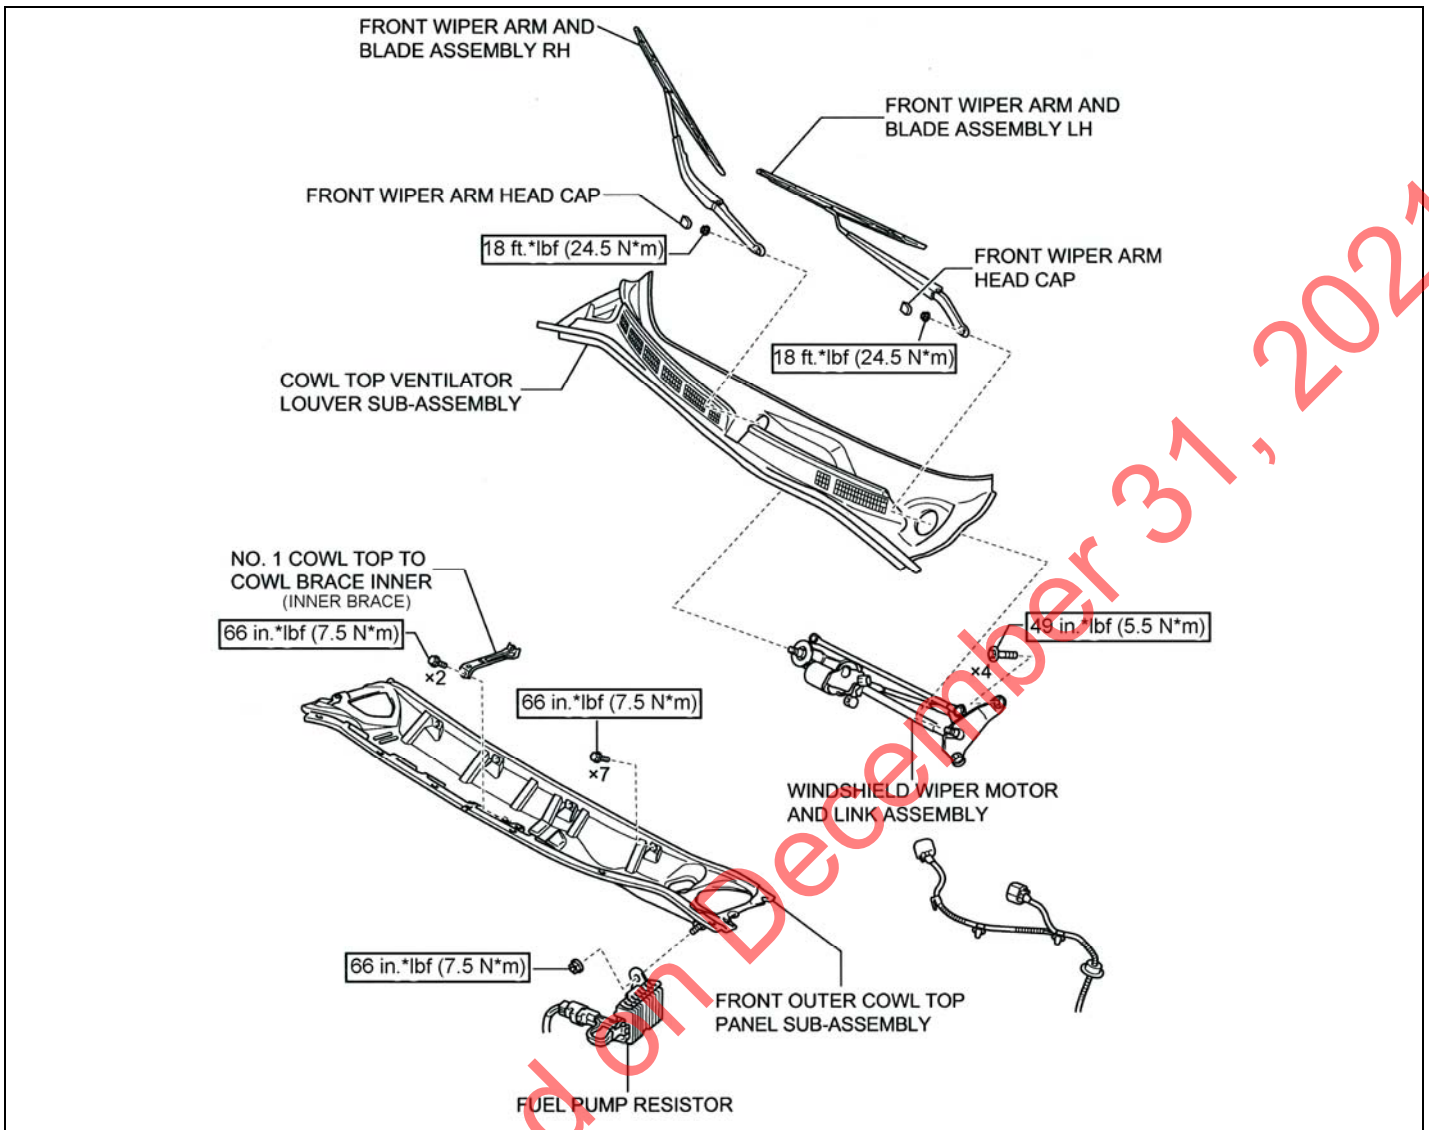 FRONT WIPER ARM AND
BLADE ASSEMBLY RH
FRONT WIPER ARM AND
BLADE ASSEMBLY LH
FRONT WIPER ARM HEAD CAP
18 ft.*lbf (24.5 N*m)
FRONT WIPER ARM
HEAD CAP
18 ft.*lbf (24.5 N*m)
COWL TOP VENTILATOR
LOUVER SUB-ASSEMBLY
NO. 1 COWL TOP TO
COWL BRACE INNER
(INNER BRACE)
66 in.*lbf (7.5 N*m)
×2
49 in.*lbf (5.5 N*m)
×4
66 in.*lbf (7.5 N*m)
×7
WINDSHIELD WIPER MOTOR
AND LINK ASSEMBLY
66 in.*lbf (7.5 N*m)
FRONT OUTER COWL TOP
PANEL SUB-ASSEMBLY
FUEL PUMP RESISTOR
d on December 31, 2021